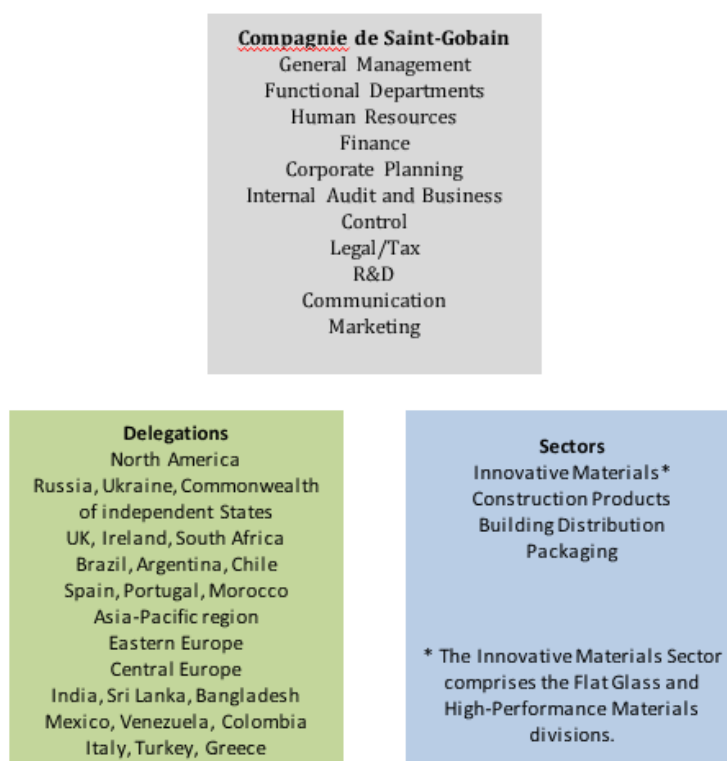 Compagnie de Saint-Gobain
General Management
Functional Departments
Human Resources
Finance
Corporate Planning
Internal Audit and Business
Control
Legal/Tax
R&D
Communication
Marketing
Delegations
North America
Russia, Ukraine, Commonwealth
of independent States
UK, Ireland, South Africa
Brazil, Argentina, Chile
Spain, Portugal, Morocco
Asia-Pacific region
Eastern Europe
Central Europe
India, Sri Lanka, Bangladesh
Mexico, Venezuela, Colombia
Italy, Turkey, Greece
Sectors
Innovative Materials*
Construction Products
Building Distribution
Packaging
* The Innovative Materials Sector
comprises the Flat Glass and
High-Performance Materials
divisions.